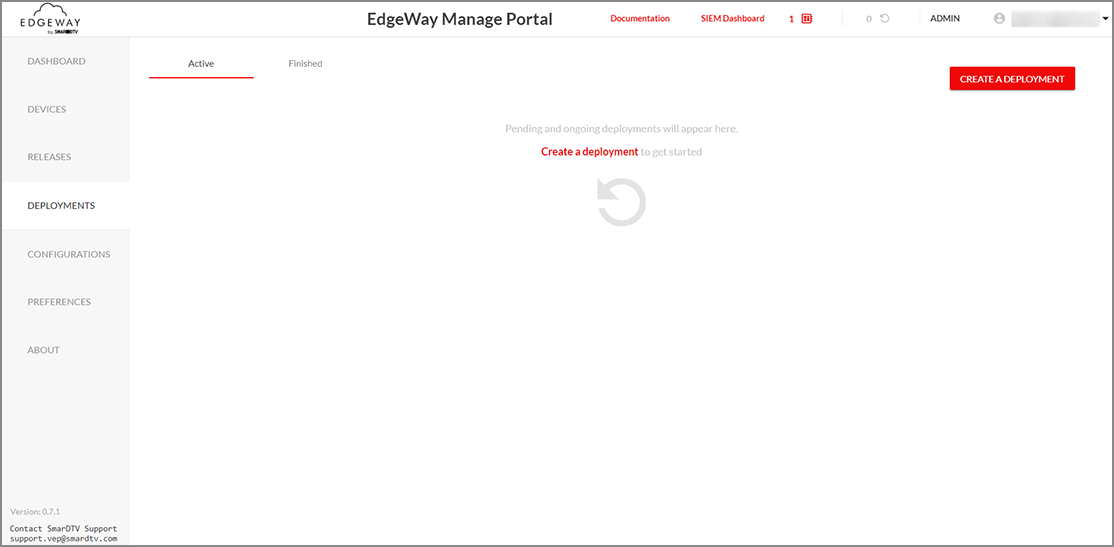 EDGEWAY
by SMARDTV
EdgeWay Manage Portal
Documentation
SIEM Dashboard
1
0
ADMIN
DASHBOARD
DEVICES
RELEASES
DEPLOYMENTS
CONFIGURATIONS
PREFERENCES
ABOUT
Active
Finished
CREATE A DEPLOYMENT
Pending and ongoing deployments will appear here.
Create a deployment to get started
Version: 0.7.1
Contact SmarDTV Support
support.vep@smardtv.com